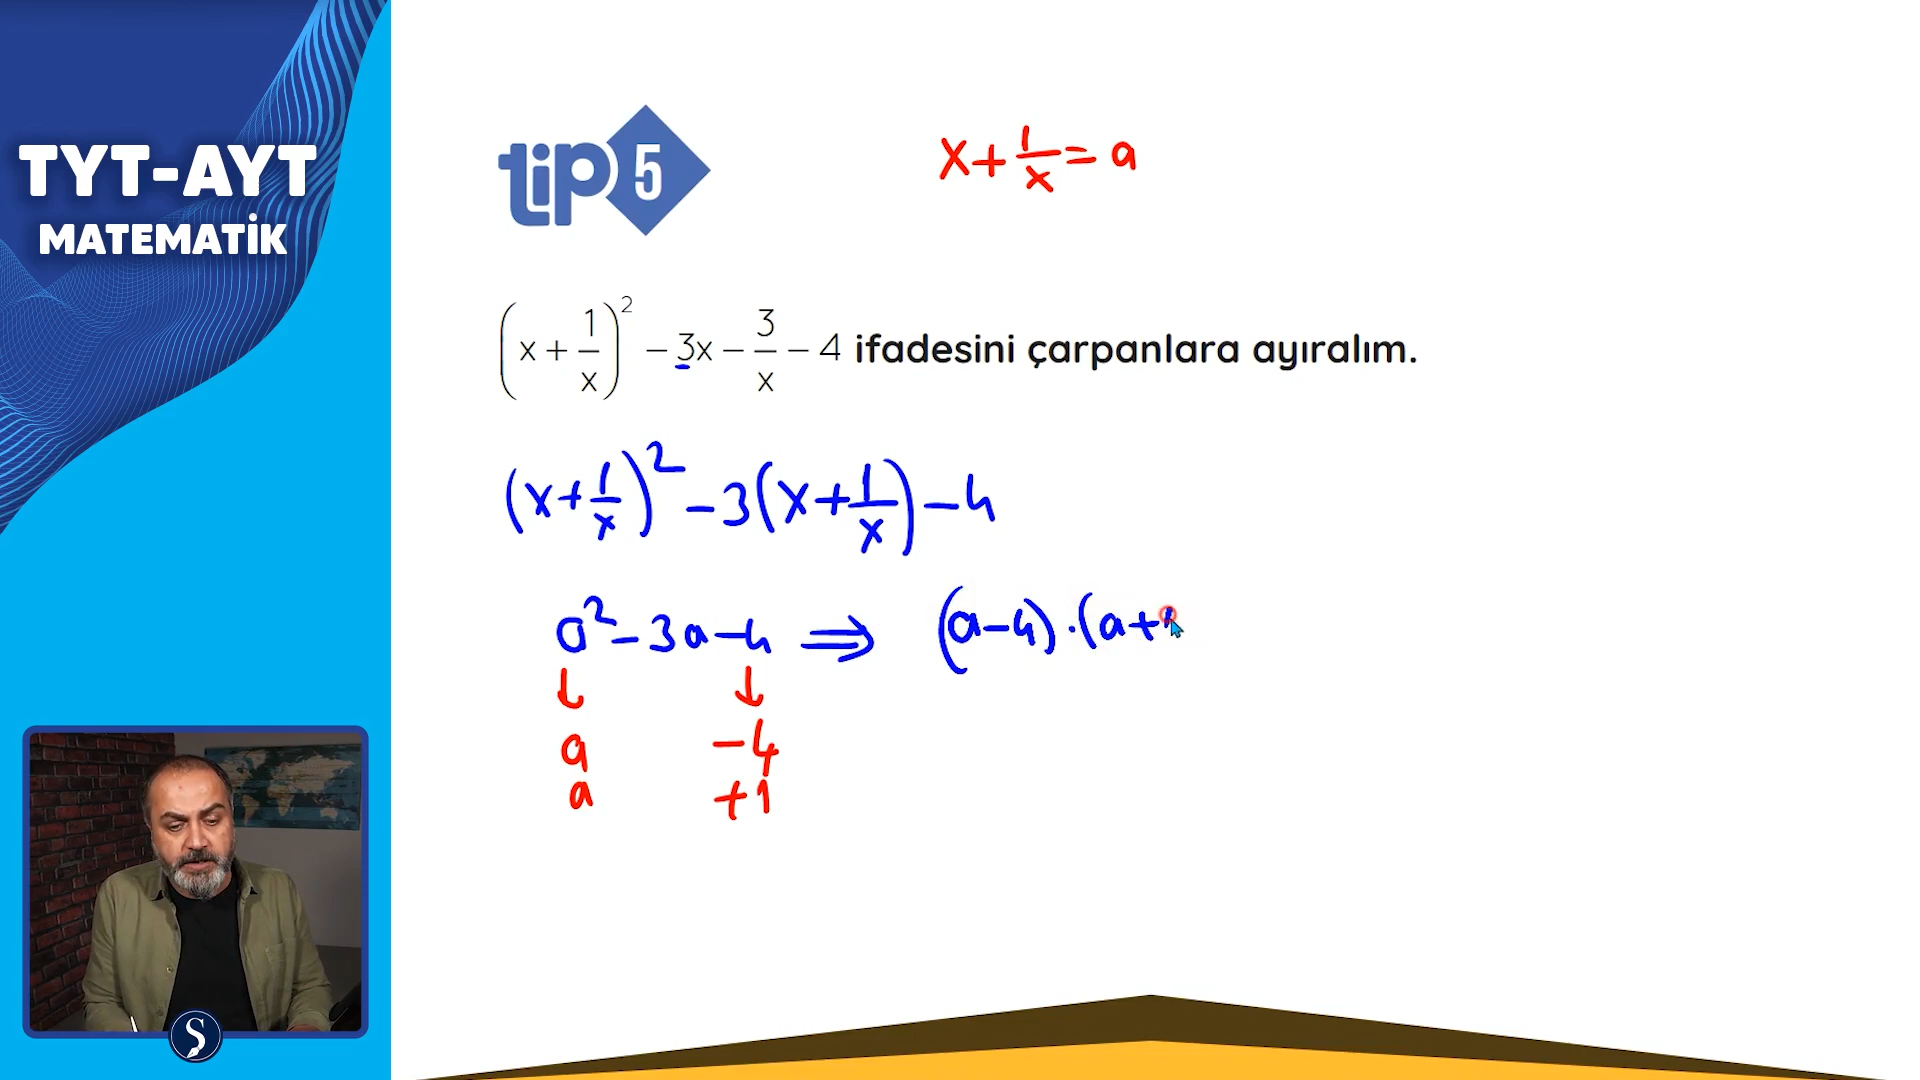 TYT-AYT
MATEMATİK
tip 5
x + 1/x = a
(x + 1/x)² − 3x − 3/x − 4 ifadesini çarpanlara ayıralım.
(x + 1/x)² − 3(x + 1/x) − 4
a² − 3a − 4 ⇒ (a − 4) · (a +
↓ ↓
a −4
a +1
S